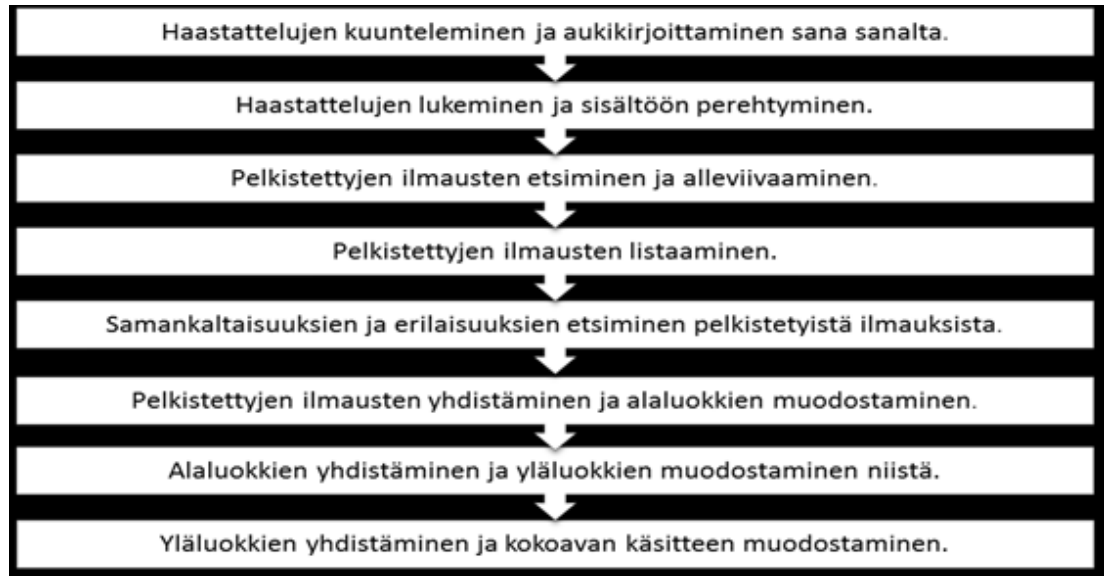 Haastattelujen kuunteleminen ja aukikirjoittaminen sana sanalta.
Haastattelujen lukeminen ja sisältöön perehtyminen.
Pelkistettyjen ilmausten etsiminen ja alleviivaaminen.
Pelkistettyjen ilmausten listaaminen.
Samankaltaisuuksien ja erilaisuuksien etsiminen pelkistetyistä ilmauksista.
Pelkistettyjen ilmausten yhdistäminen ja alaluokkien muodostaminen.
Alaluokkien yhdistäminen ja yläluokkien muodostaminen niistä.
Yläluokkien yhdistäminen ja kokoavan käsitteen muodostaminen.